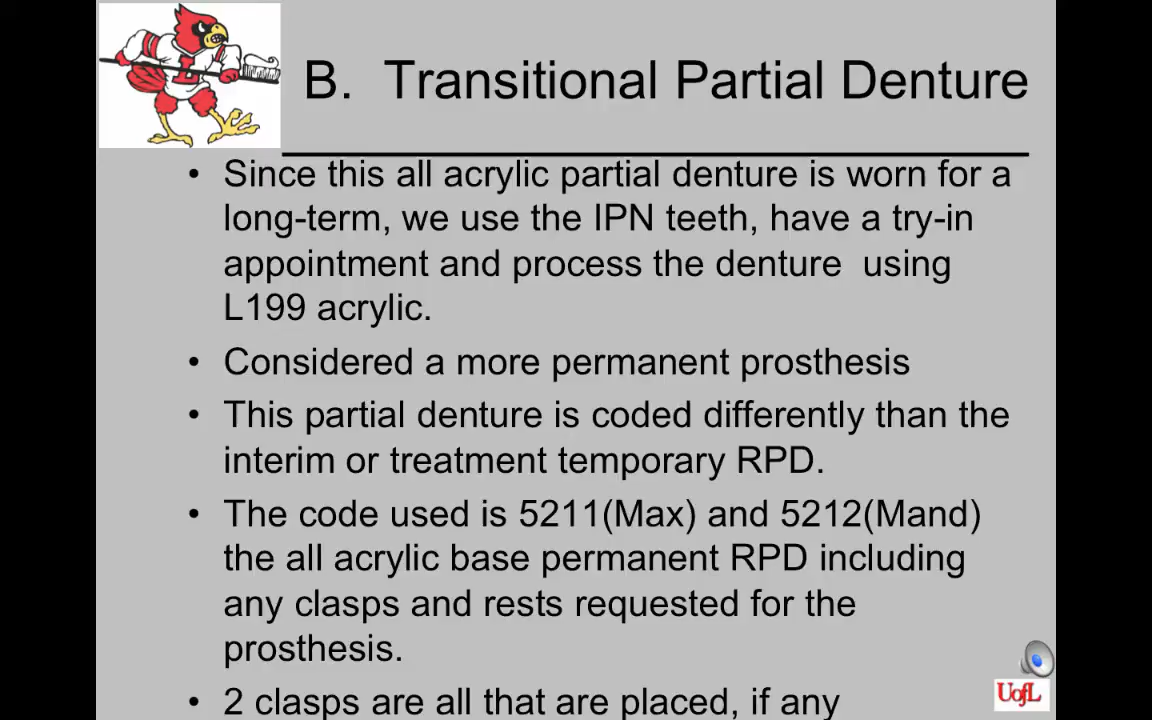 B. Transitional Partial Denture
• Since this all acrylic partial denture is worn for a
long-term, we use the IPN teeth, have a try-in
appointment and process the denture using
L199 acrylic.
• Considered a more permanent prosthesis
• This partial denture is coded differently than the
interim or treatment temporary RPD.
• The code used is 5211(Max) and 5212(Mand)
the all acrylic base permanent RPD including
any clasps and rests requested for the
prosthesis.
• 2 clasps are all that are placed, if any
UofL